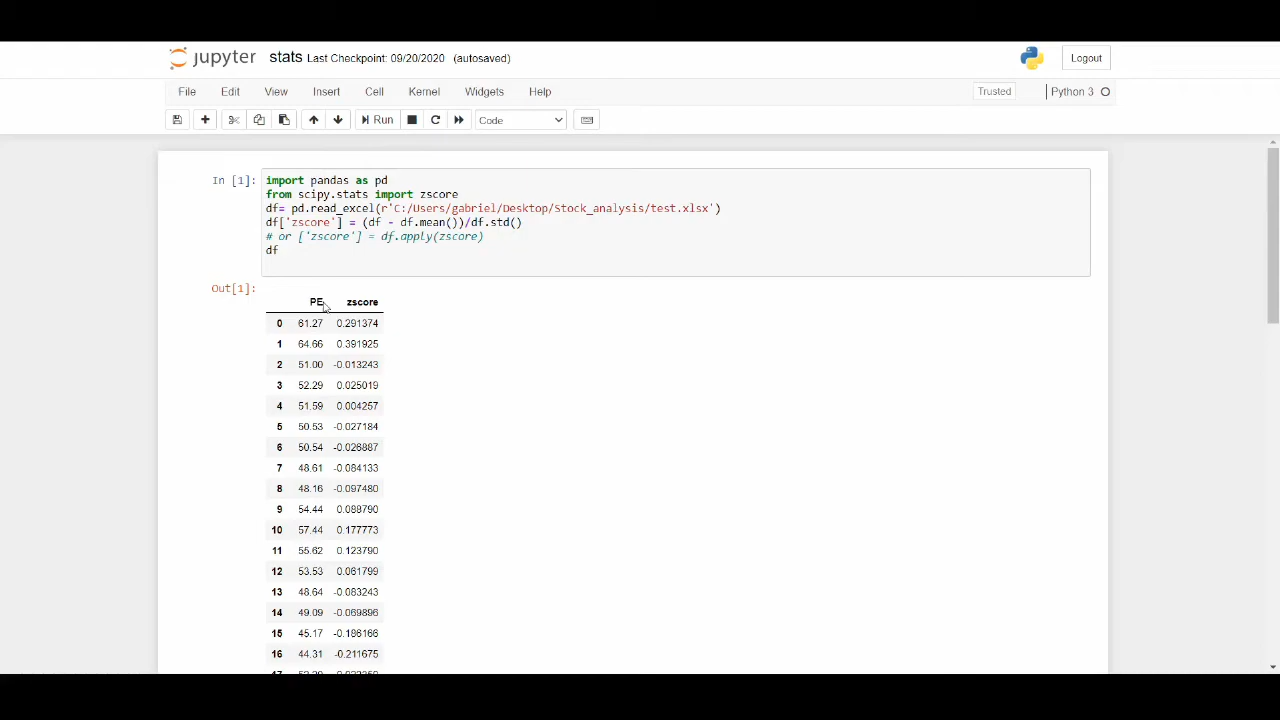 jupyter stats Last Checkpoint: 09/20/2020 (autosaved) Logout
File Edit View Insert Cell Kernel Widgets Help Trusted Python 3
Run Code
In [1]: import pandas as pd
from scipy.stats import zscore
df= pd.read_excel(r'C:/Users/gabriel/Desktop/Stock_analysis/test.xlsx')
df['zscore'] = (df - df.mean())/df.std()
# or ['zscore'] = df.apply(zscore)
df
Out[1]:
PE zscore
0 61.27 0.291374
1 64.66 0.391925
2 51.00 -0.013243
3 52.29 0.025019
4 51.59 0.004257
5 50.53 -0.027184
6 50.54 -0.026887
7 48.61 -0.084133
8 48.16 -0.097480
9 54.44 0.088790
10 57.44 0.177773
11 55.62 0.123790
12 53.53 0.061799
13 48.64 -0.083243
14 49.09 -0.069896
15 45.17 -0.186166
16 44.31 -0.211675